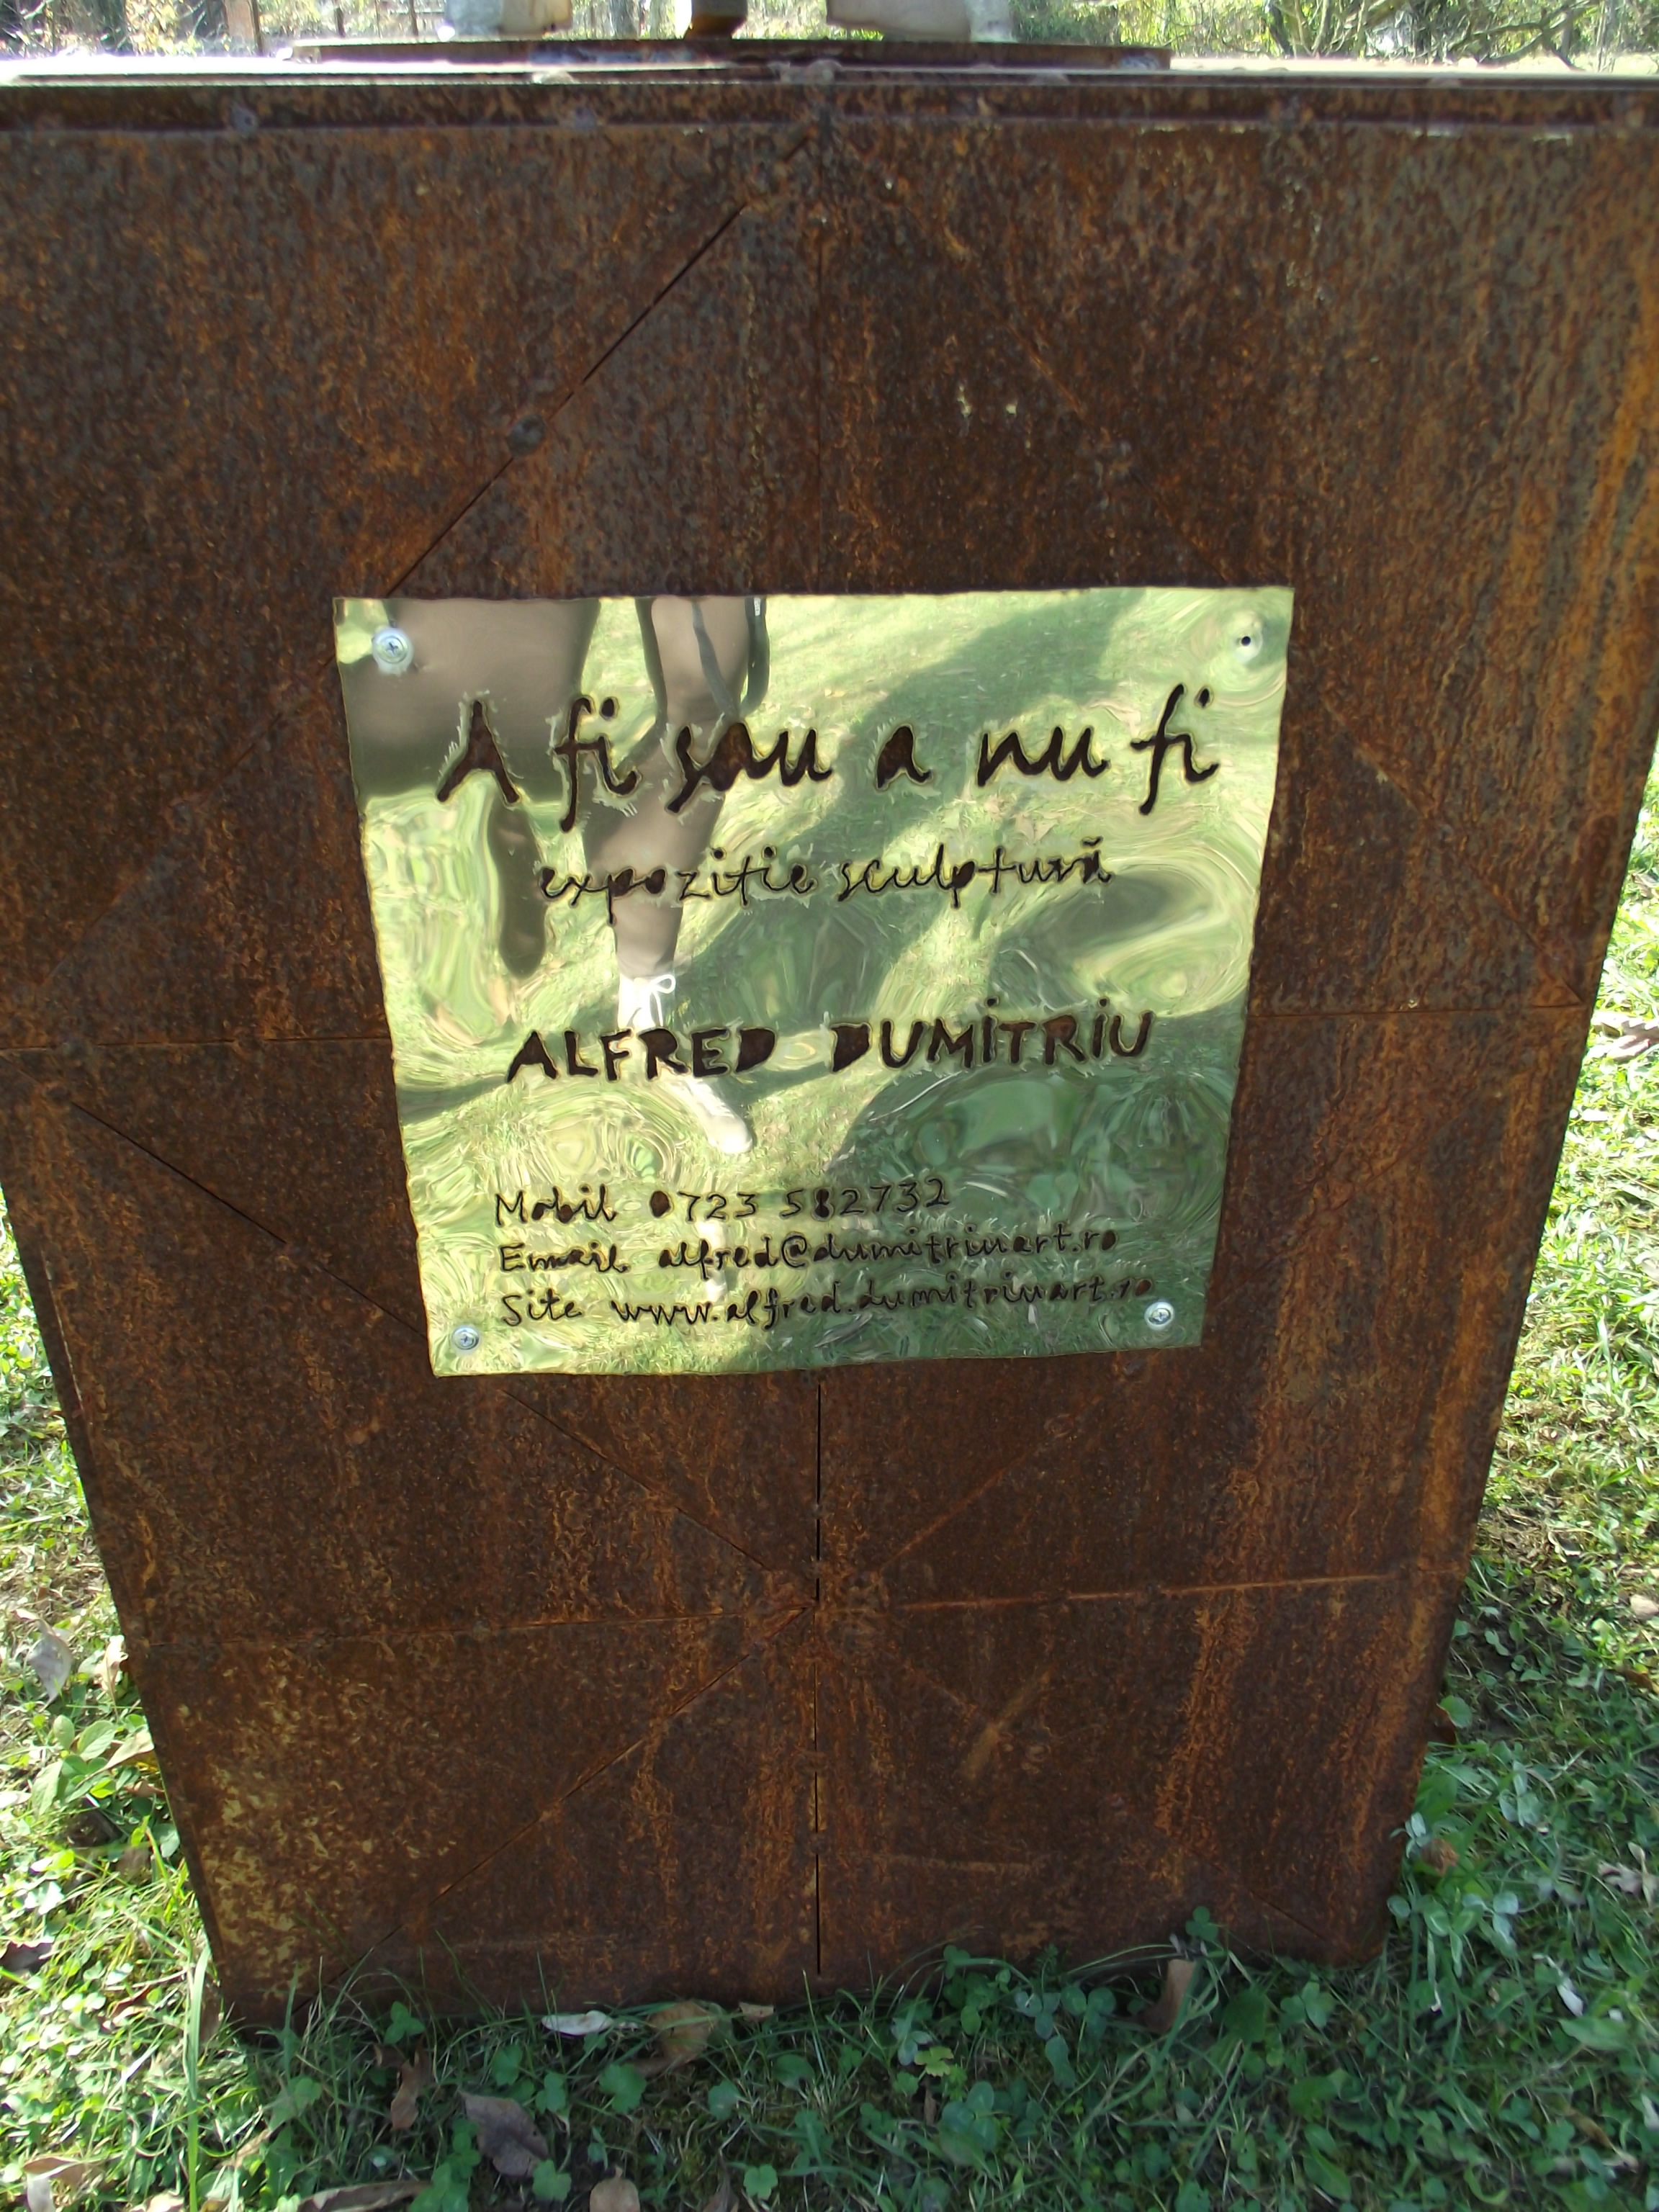 A fi sau a nu fi
expoziție sculptură
ALFRED DUMITRIU
Mobil 0723 582732
Email alfred@dumitriuart.ro
Site www.alfred.dumitriuart.ro